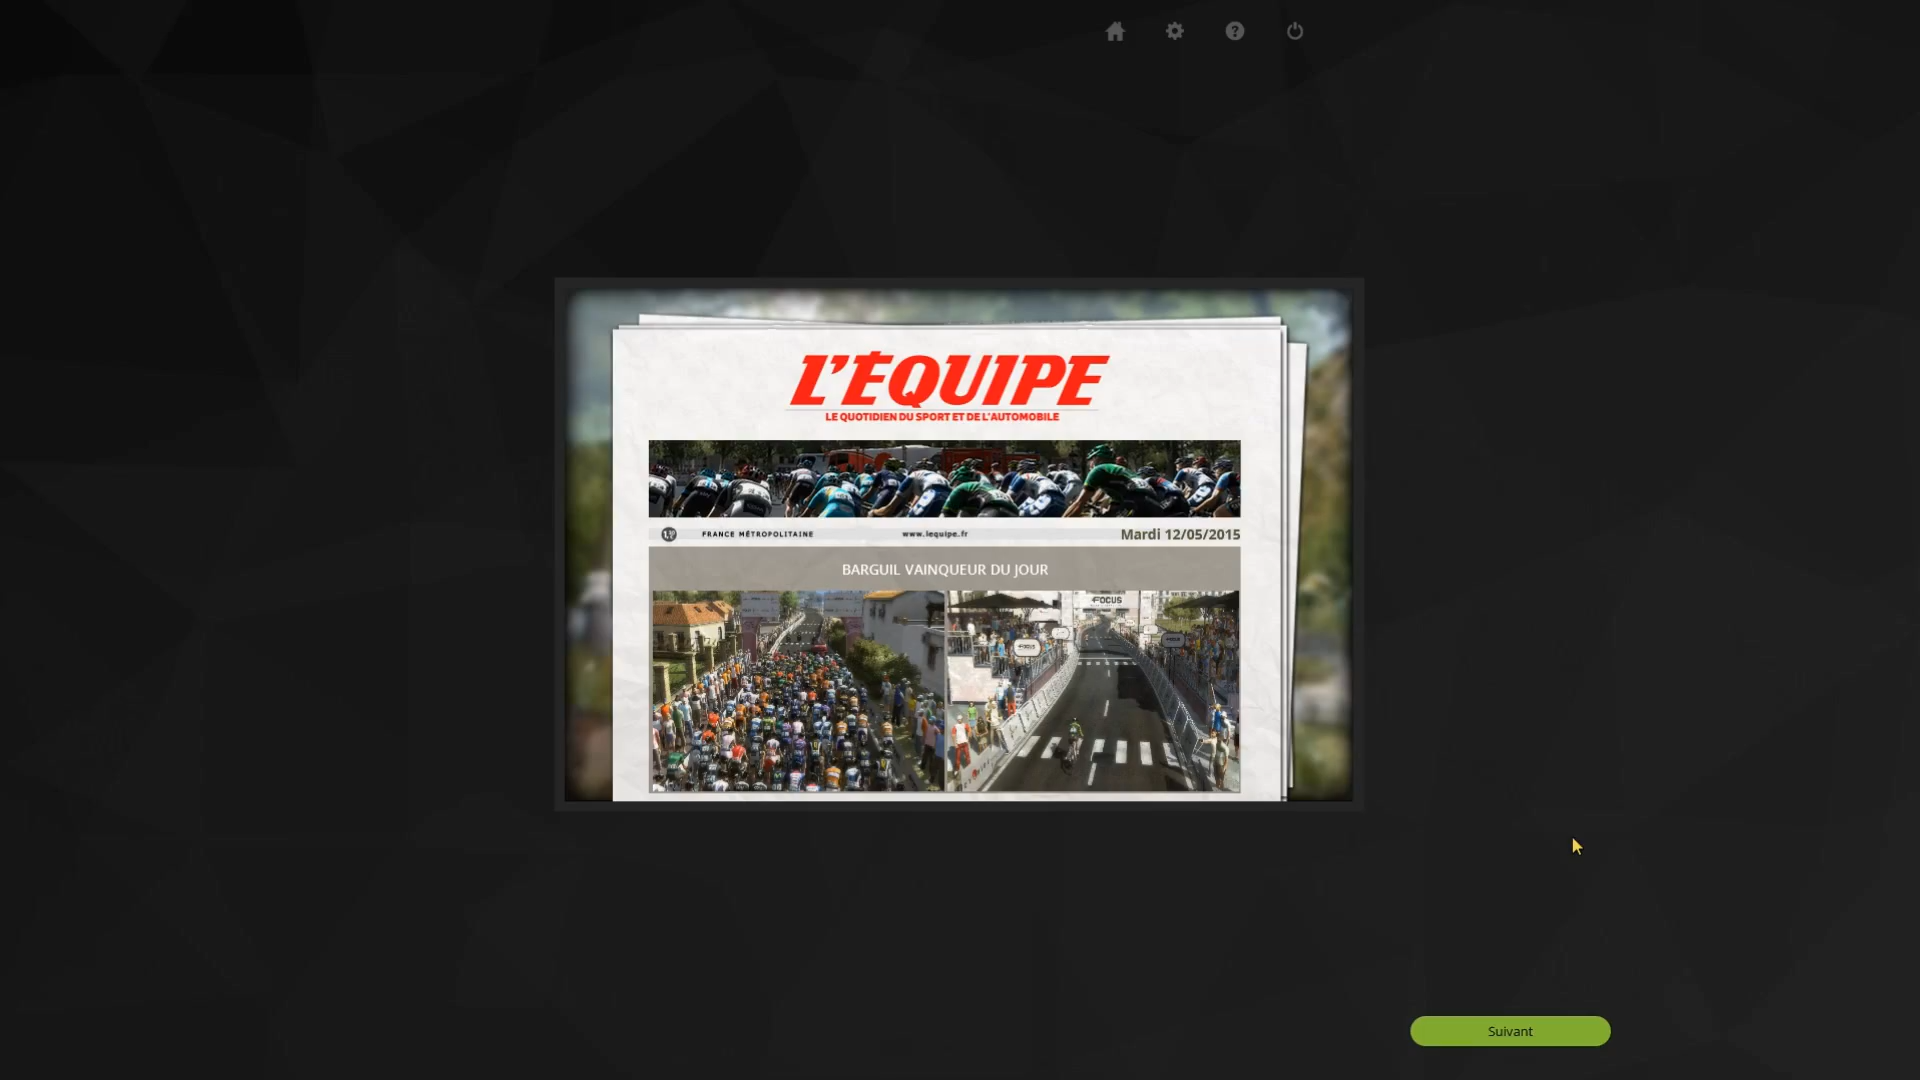 L'ÉQUIPE
LE QUOTIDIEN DU SPORT ET DE L'AUTOMOBILE
FRANCE MÉTROPOLITAINE www.lequipe.fr Mardi 12/05/2015
BARGUIL VAINQUEUR DU JOUR
FOCUS
FOCUS
Suivant